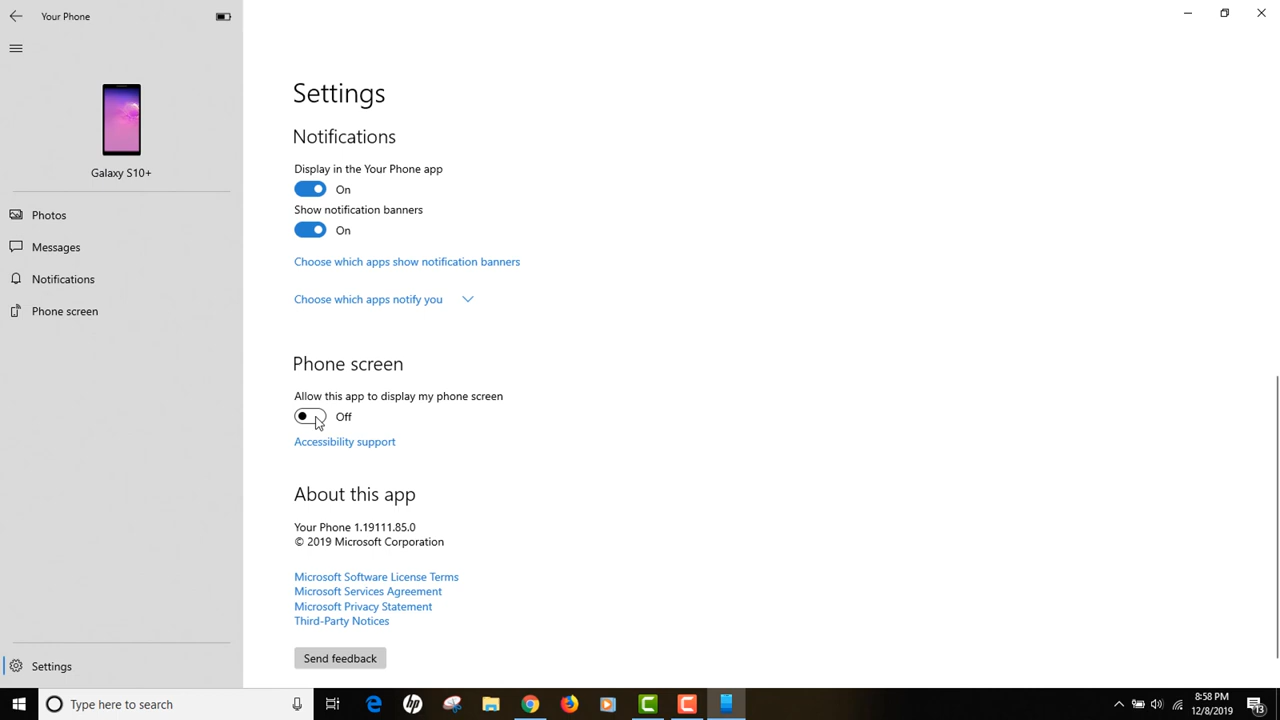 Your Phone
Galaxy S10+
Photos
Messages
Notifications
Phone screen
Settings
Settings
Notifications
Display in the Your Phone app
On
Show notification banners
On
Choose which apps show notification banners
Choose which apps notify you
Phone screen
Allow this app to display my phone screen
Off
Accessibility support
About this app
Your Phone 1.19111.85.0
© 2019 Microsoft Corporation
Microsoft Software License Terms
Microsoft Services Agreement
Microsoft Privacy Statement
Third-Party Notices
Send feedback
Type here to search
hp
8:58 PM
12/8/2019
13